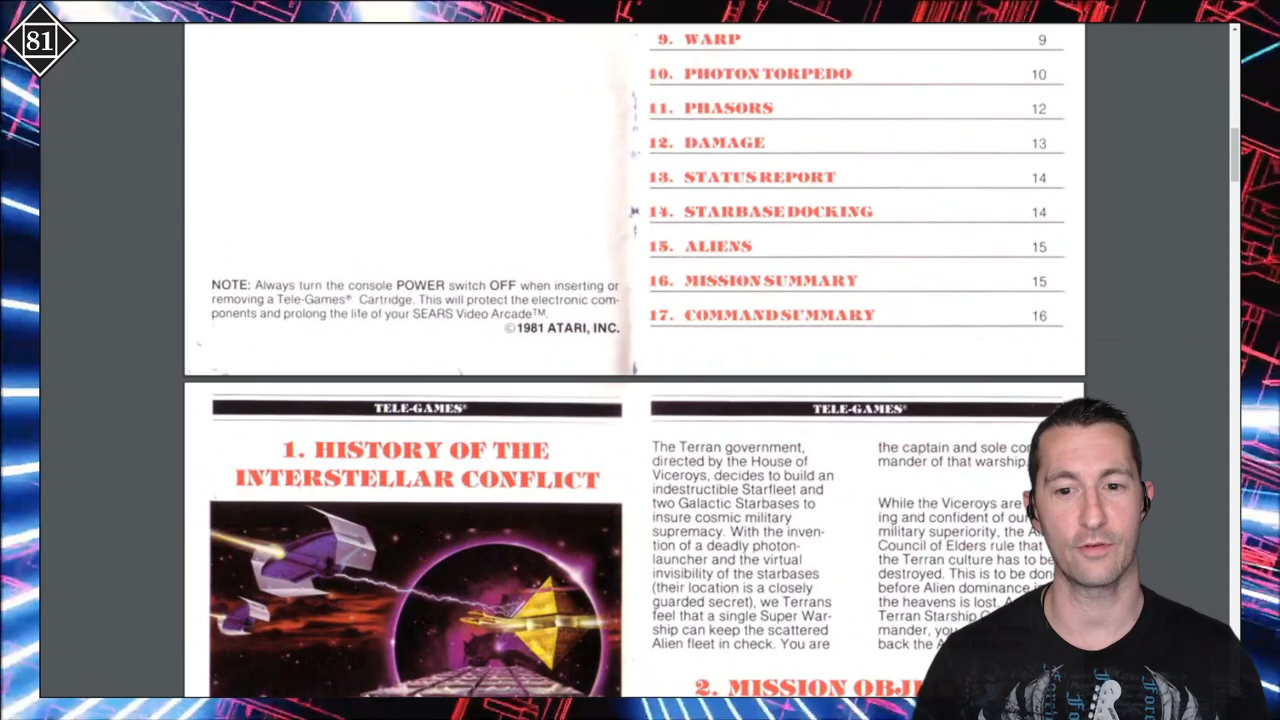 81
9. WARP 9
10. PHOTON TORPEDO 10
11. PHASORS 12
12. DAMAGE 13
13. STATUS REPORT 14
14. STARBASE DOCKING 14
15. ALIENS 15
16. MISSION SUMMARY 15
17. COMMAND SUMMARY 16
NOTE: Always turn the console POWER switch OFF when inserting or
removing a Tele-Games® Cartridge. This will protect the electronic com-
ponents and prolong the life of your SEARS Video Arcade™.
©1981 ATARI, INC.
TELE-GAMES®
1. HISTORY OF THE
INTERSTELLAR CONFLICT
TELE-GAMES®
The Terran government,
directed by the House of
Viceroys, decides to build an
indestructible Starfleet and
two Galactic Starbases to
insure cosmic military
supremacy. With the inven-
tion of a deadly photon-
launcher and the virtual
invisibility of the starbases
(their location is a closely
guarded secret), we Terrans
feel that a single Super War-
ship can keep the scattered
Alien fleet in check. You are
the captain and sole
mander of that warship
While the Viceroys are
ing and confident of
military superiority, the
Council of Elders rule that
the Terran culture has to be
destroyed. This is to be
before Alien dominance
the heavens is lost.
Terran Starship
mander, you
back the
2. MISSION